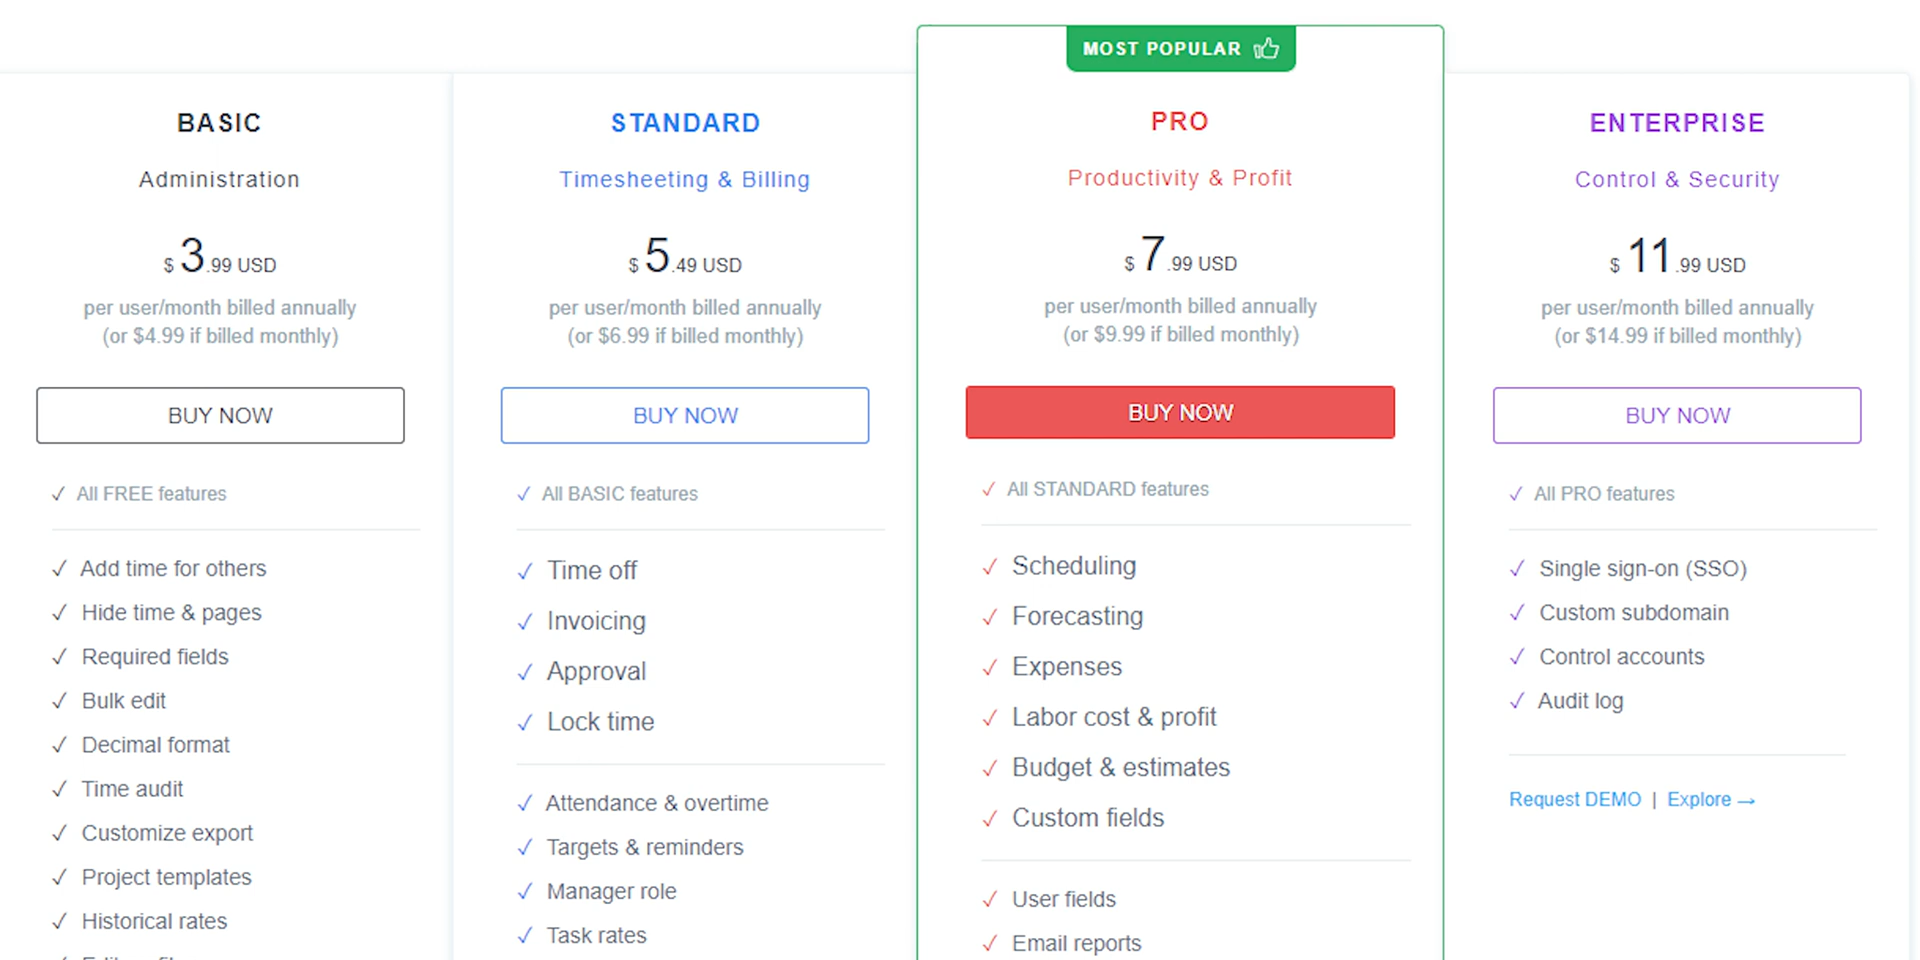 MOST POPULAR
BASIC
Administration
$ 3.99 USD
per user/month billed annually
(or $4.99 if billed monthly)
BUY NOW
All FREE features
Add time for others
Hide time & pages
Required fields
Bulk edit
Decimal format
Time audit
Customize export
Project templates
Historical rates
STANDARD
Timesheeting & Billing
$ 5.49 USD
per user/month billed annually
(or $6.99 if billed monthly)
BUY NOW
All BASIC features
Time off
Invoicing
Approval
Lock time
Attendance & overtime
Targets & reminders
Manager role
Task rates
PRO
Productivity & Profit
$ 7.99 USD
per user/month billed annually
(or $9.99 if billed monthly)
BUY NOW
All STANDARD features
Scheduling
Forecasting
Expenses
Labor cost & profit
Budget & estimates
Custom fields
User fields
Email reports
ENTERPRISE
Control & Security
$ 11.99 USD
per user/month billed annually
(or $14.99 if billed monthly)
BUY NOW
All PRO features
Single sign-on (SSO)
Custom subdomain
Control accounts
Audit log
Request DEMO | Explore →